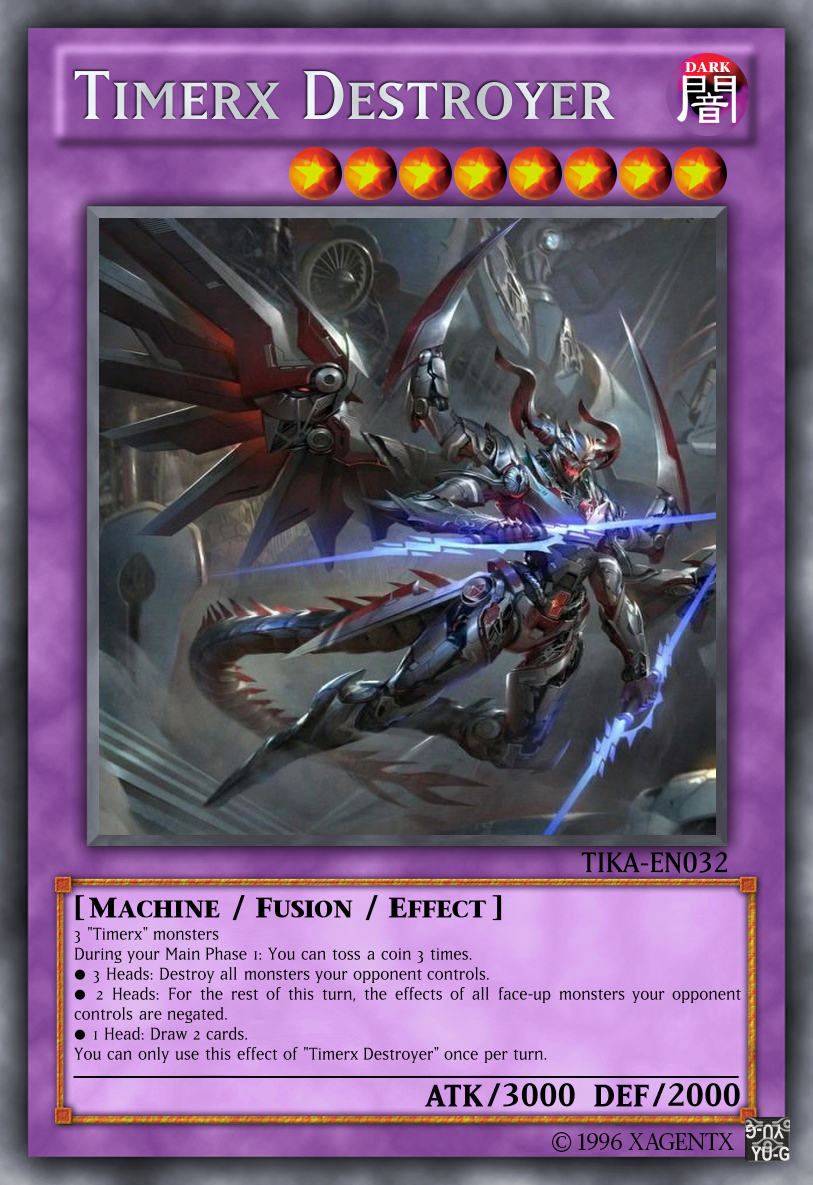 Timerx Destroyer
DARK
闇
TIKA-EN032
[ Machine / Fusion / Effect ]
3 "Timerx" monsters
During your Main Phase 1: You can toss a coin 3 times.
● 3 Heads: Destroy all monsters your opponent controls.
● 2 Heads: For the rest of this turn, the effects of all face-up monsters your opponent
controls are negated.
● 1 Head: Draw 2 cards.
You can only use this effect of "Timerx Destroyer" once per turn.
ATK/3000 DEF/2000
© 1996 XAGENTX
YU-G